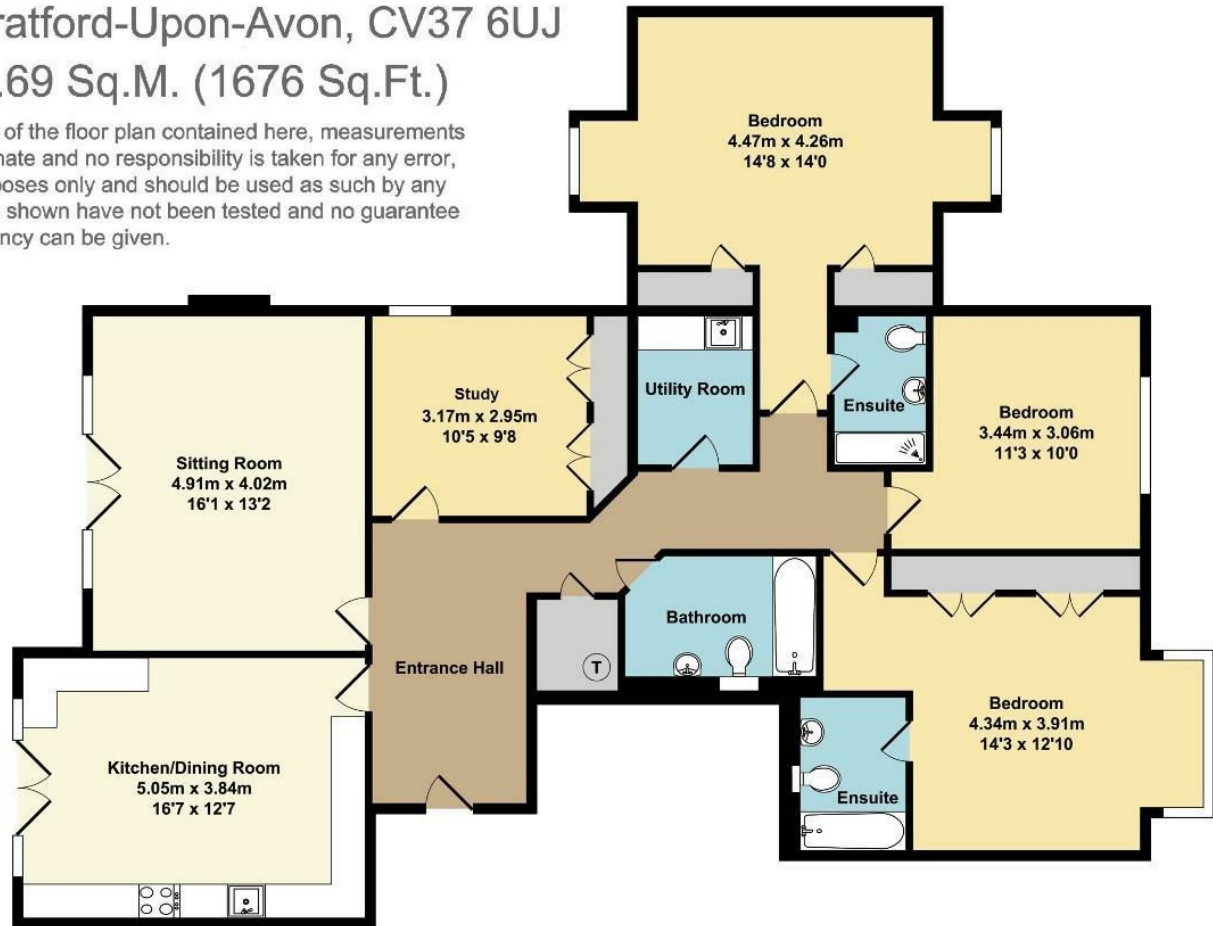 ratford-Upon-Avon, CV37 6UJ
.69 Sq.M. (1676 Sq.Ft.)
of the floor plan contained here, measurements
nate and no responsibility is taken for any error,
poses only and should be used as such by any
shown have not been tested and no guarantee
ncy can be given.
Bedroom
4.47m x 4.26m
14'8 x 14'0
Study
3.17m x 2.95m
10'5 x 9'8
Utility Room
Ensuite
Bedroom
3.44m x 3.06m
11'3 x 10'0
Sitting Room
4.91m x 4.02m
16'1 x 13'2
Bathroom
Entrance Hall
T
Bedroom
4.34m x 3.91m
14'3 x 12'10
Kitchen/Dining Room
5.05m x 3.84m
16'7 x 12'7
Ensuite